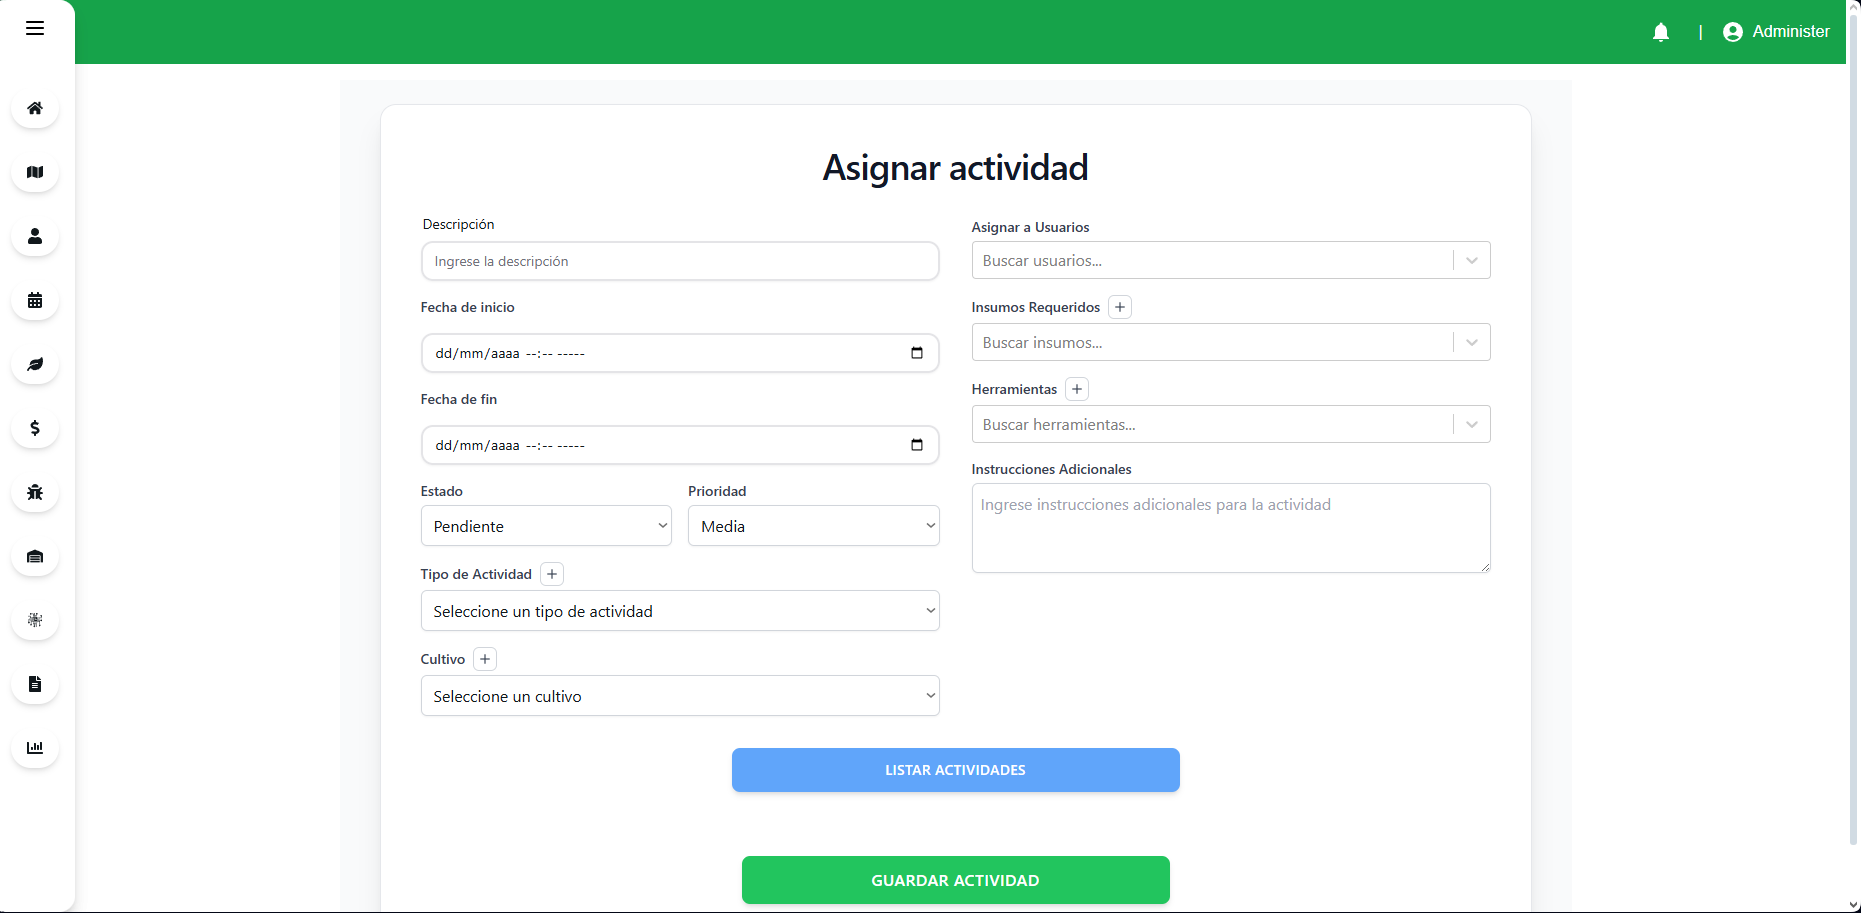 | Administer
Asignar actividad
Descripción
Ingrese la descripción
Fecha de inicio
dd/mm/aaaa --:-- -----
Fecha de fin
dd/mm/aaaa --:-- -----
Estado
Pendiente
Prioridad
Media
Tipo de Actividad +
Seleccione un tipo de actividad
Cultivo +
Seleccione un cultivo
Asignar a Usuarios
Buscar usuarios...
Insumos Requeridos +
Buscar insumos...
Herramientas +
Buscar herramientas...
Instrucciones Adicionales
Ingrese instrucciones adicionales para la actividad
LISTAR ACTIVIDADES
GUARDAR ACTIVIDAD